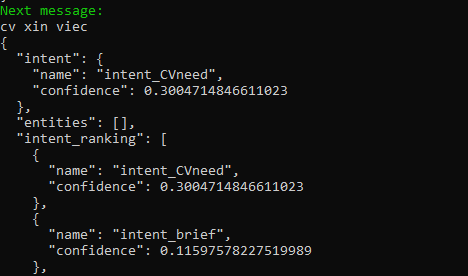 Next message:
cv xin viec
{
  "intent": {
    "name": "intent_CVneed",
    "confidence": 0.3004714846611023
  },
  "entities": [],
  "intent_ranking": [
    {
      "name": "intent_CVneed",
      "confidence": 0.3004714846611023
    },
    {
      "name": "intent_brief",
      "confidence": 0.11597578227519989
    },